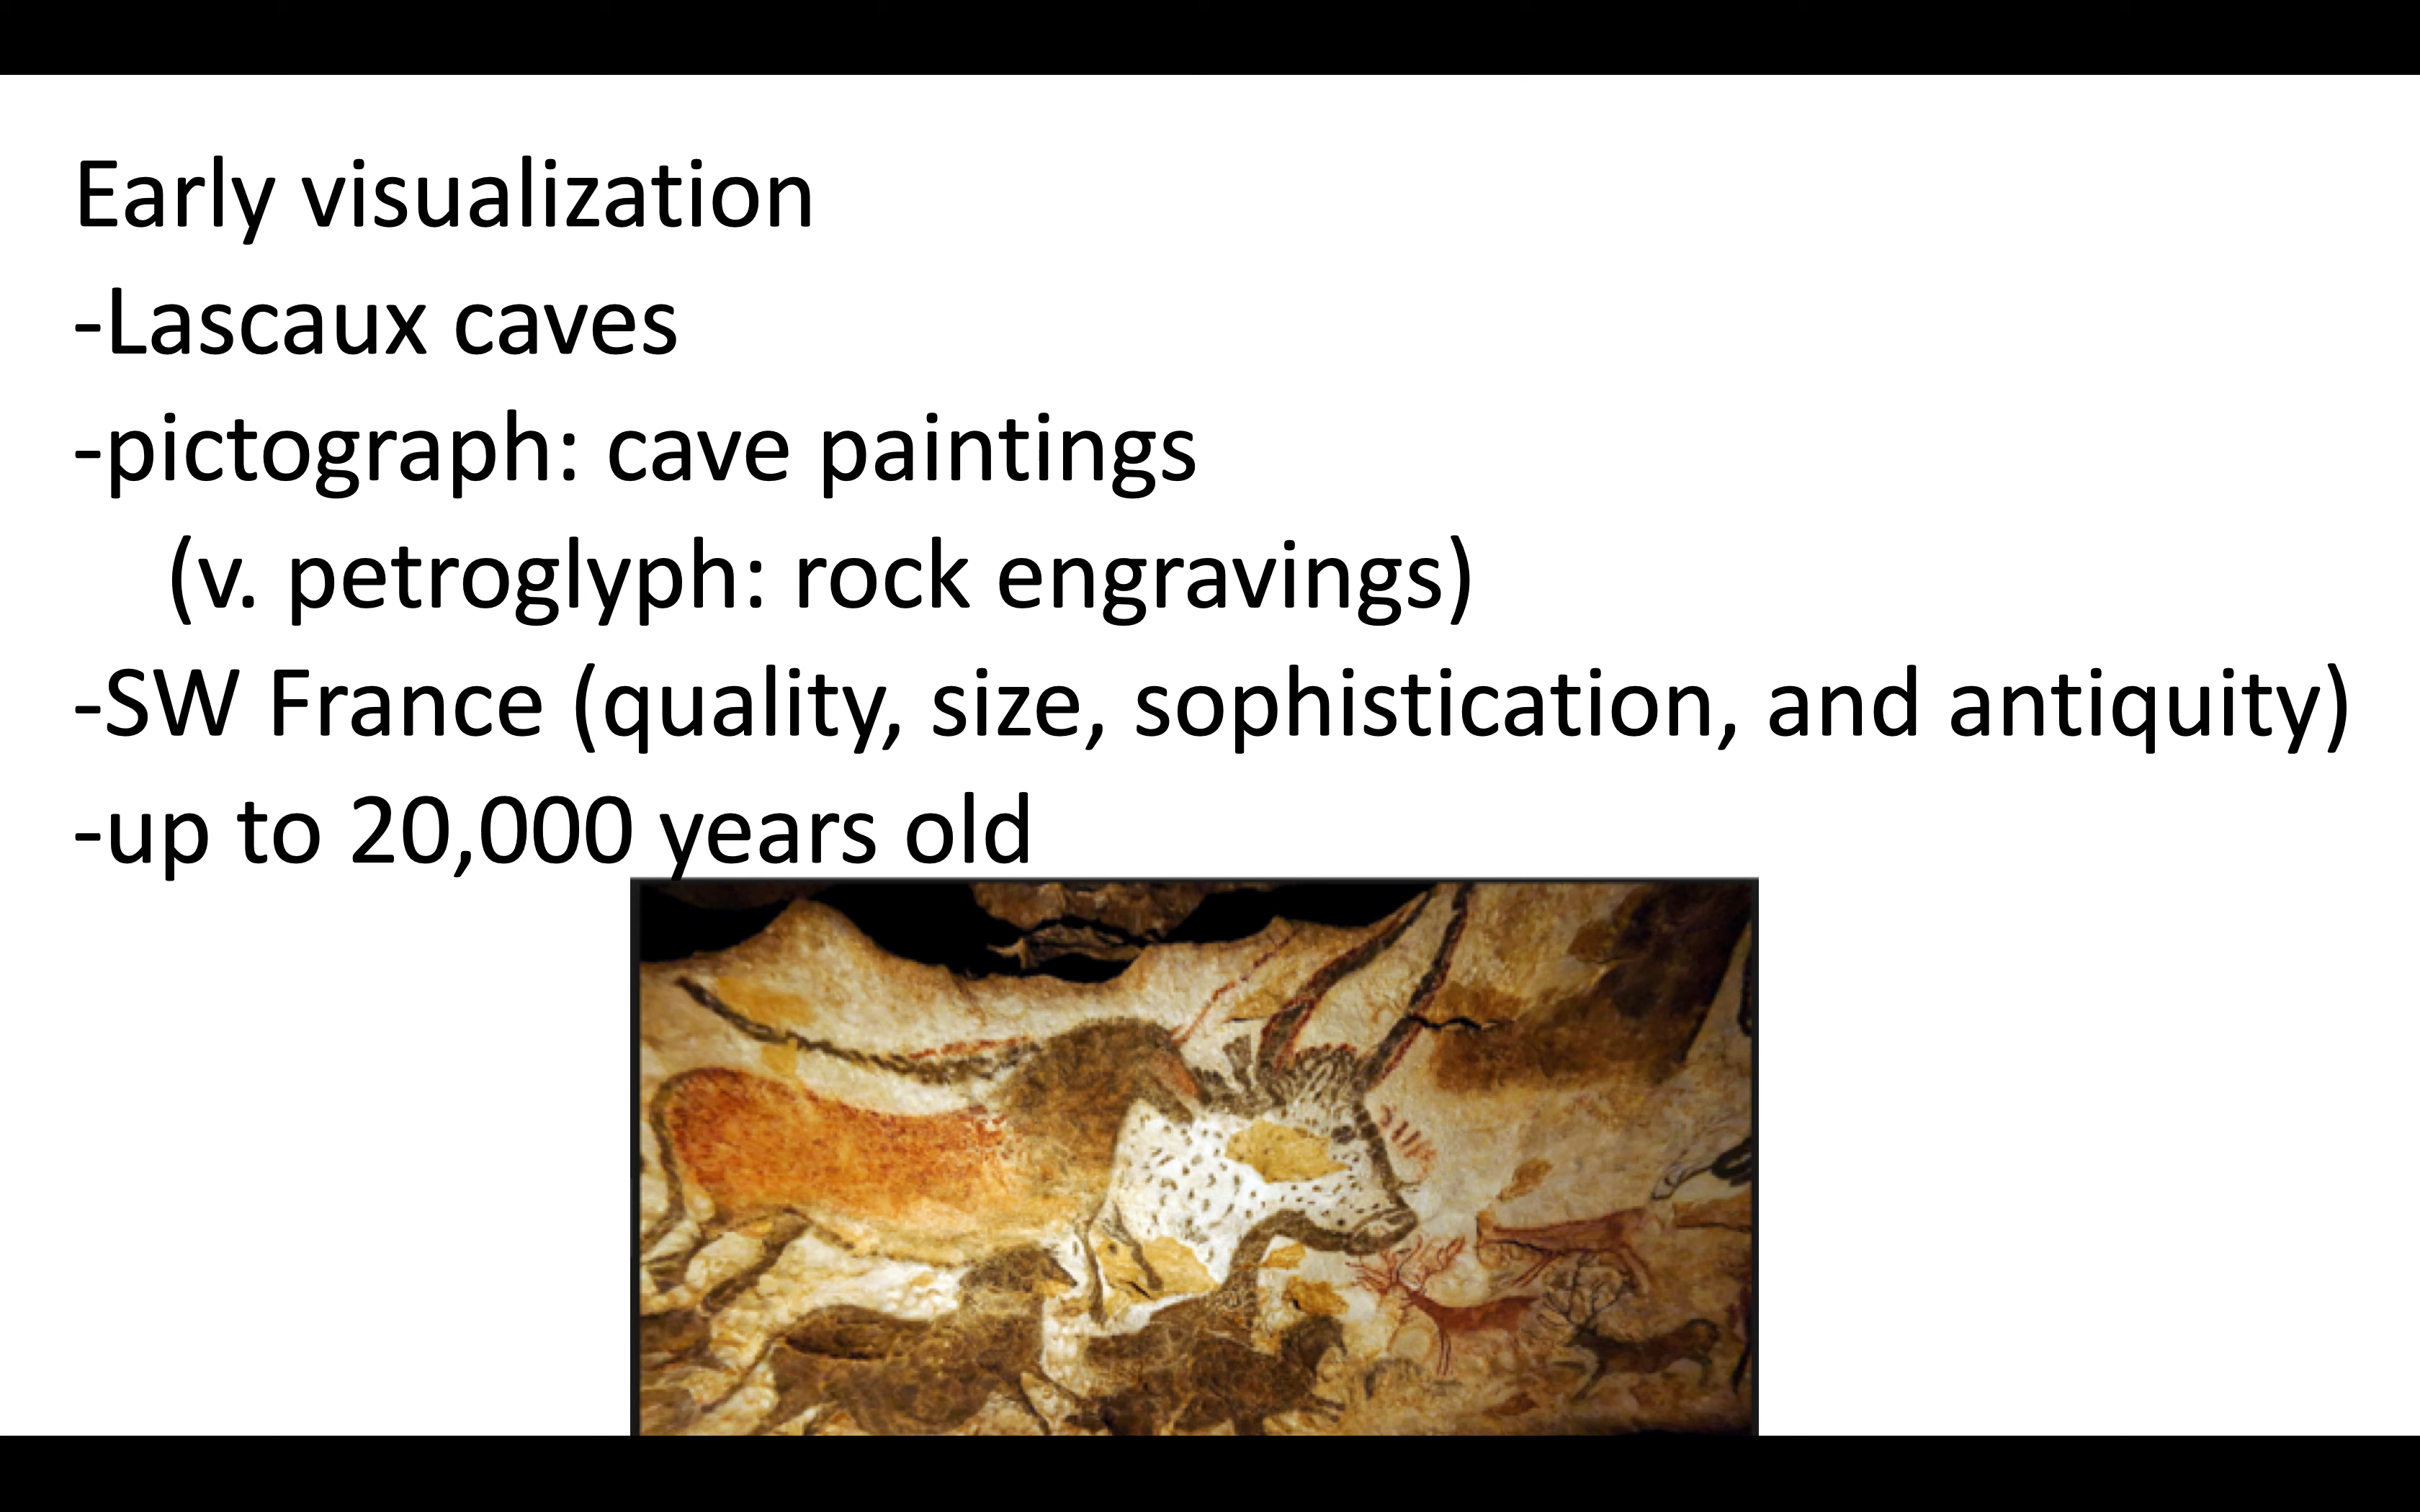 Early visualization
-Lascaux caves
-pictograph: cave paintings
(v. petroglyph: rock engravings)
-SW France (quality, size, sophistication, and antiquity)
-up to 20,000 years old